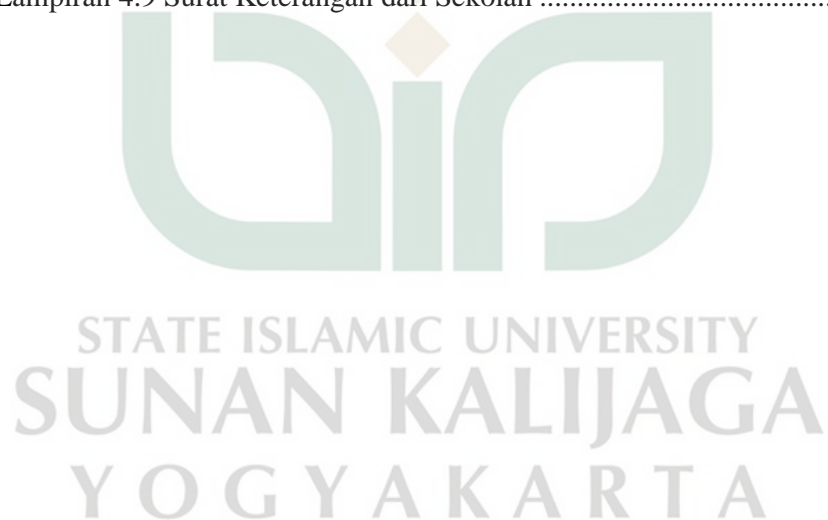 Lampiran 4.9 Surat Keterangan dari Sekolah ........................................
STATE ISLAMIC UNIVERSITY
SUNAN KALIJAGA
YOGYAKARTA